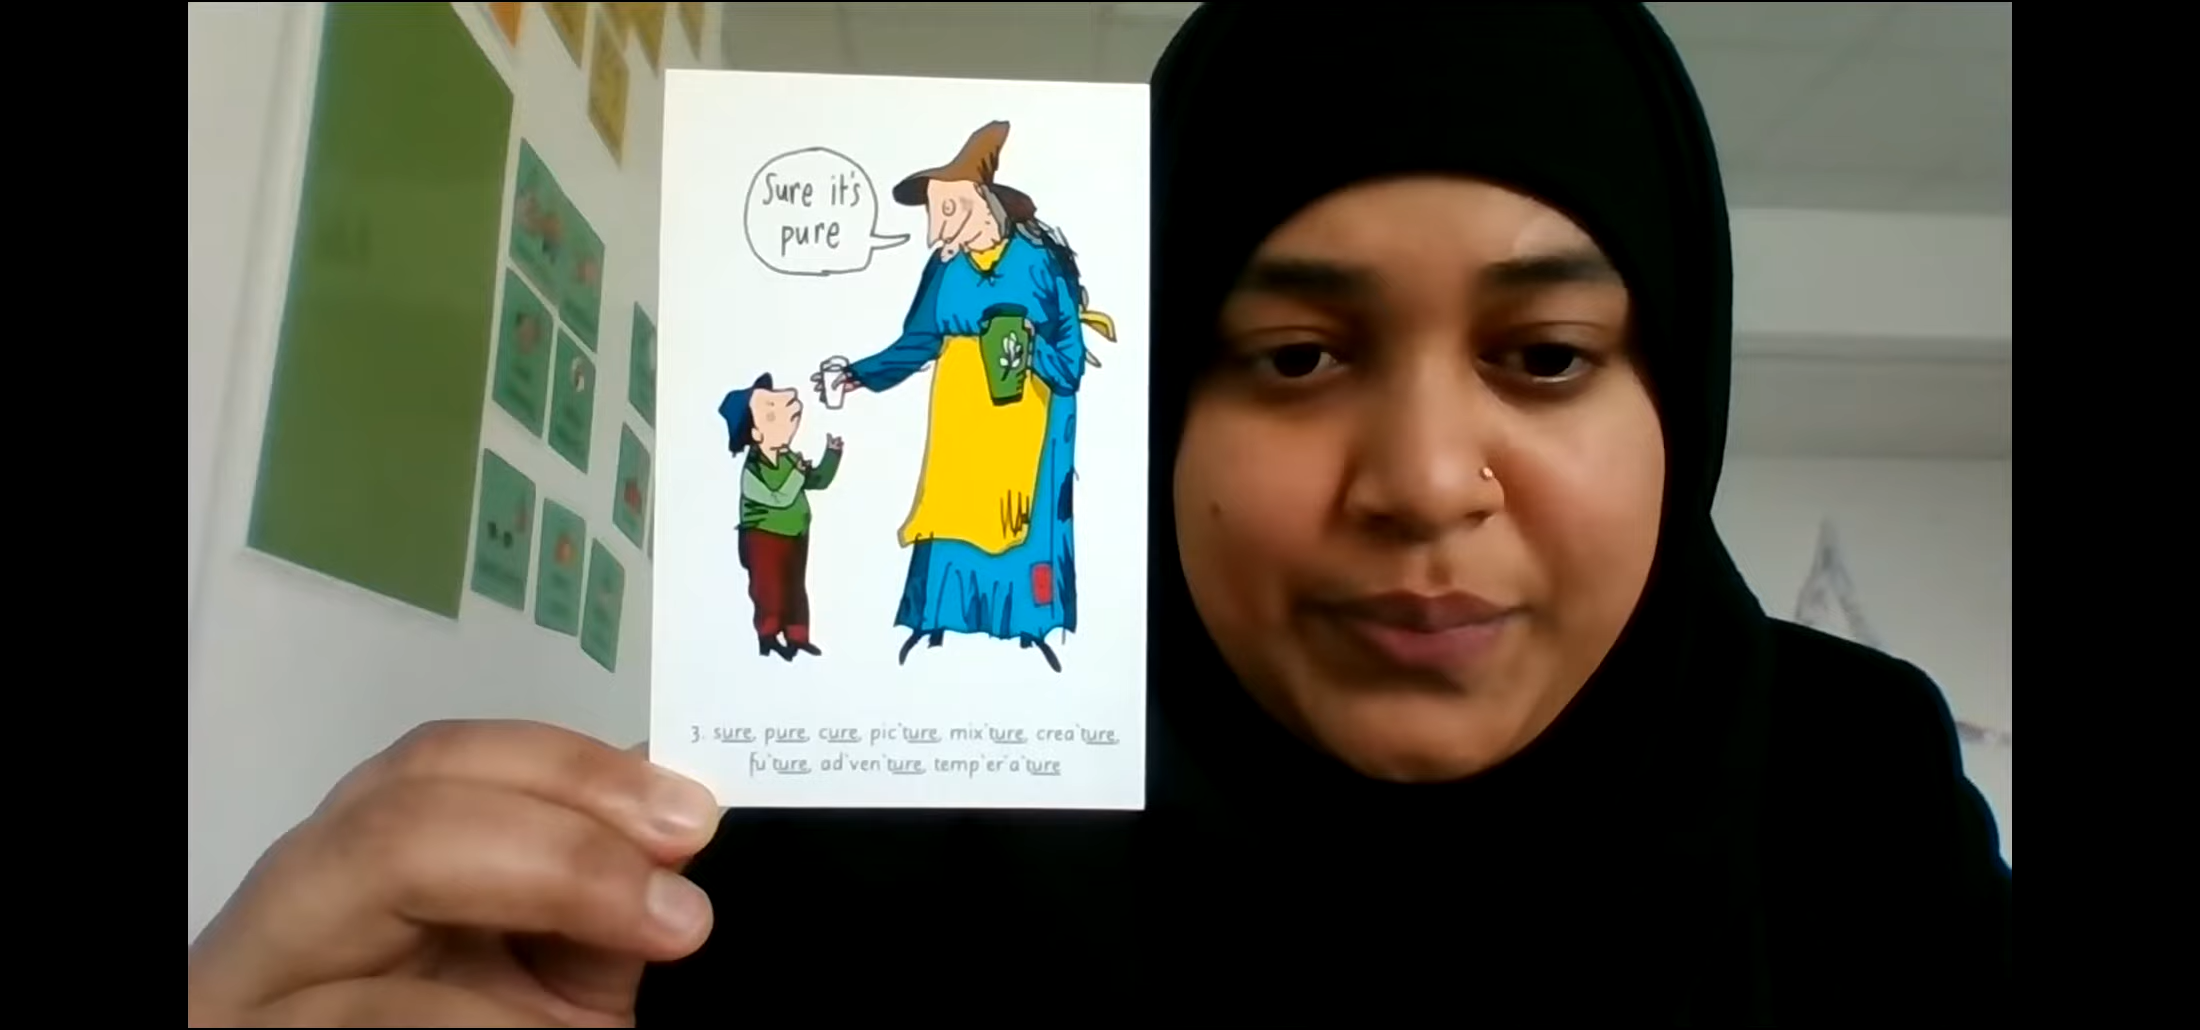 Sure it's
pure
3. sure, pure, cure, pic'ture, mix'ture, crea'ture,
fu'ture, ad'ven'ture, temp'er'a'ture